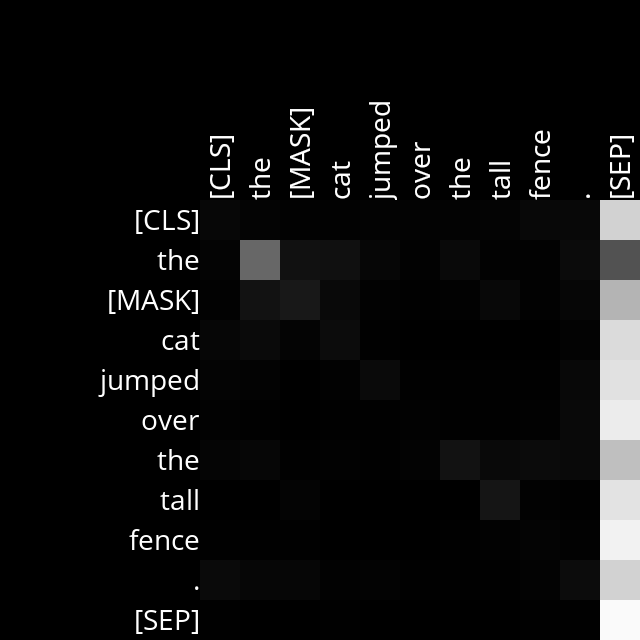 [CLS] the [MASK] cat jumped over the tall fence . [SEP]
[CLS]
the
[MASK]
cat
jumped
over
the
tall
fence
.
[SEP]